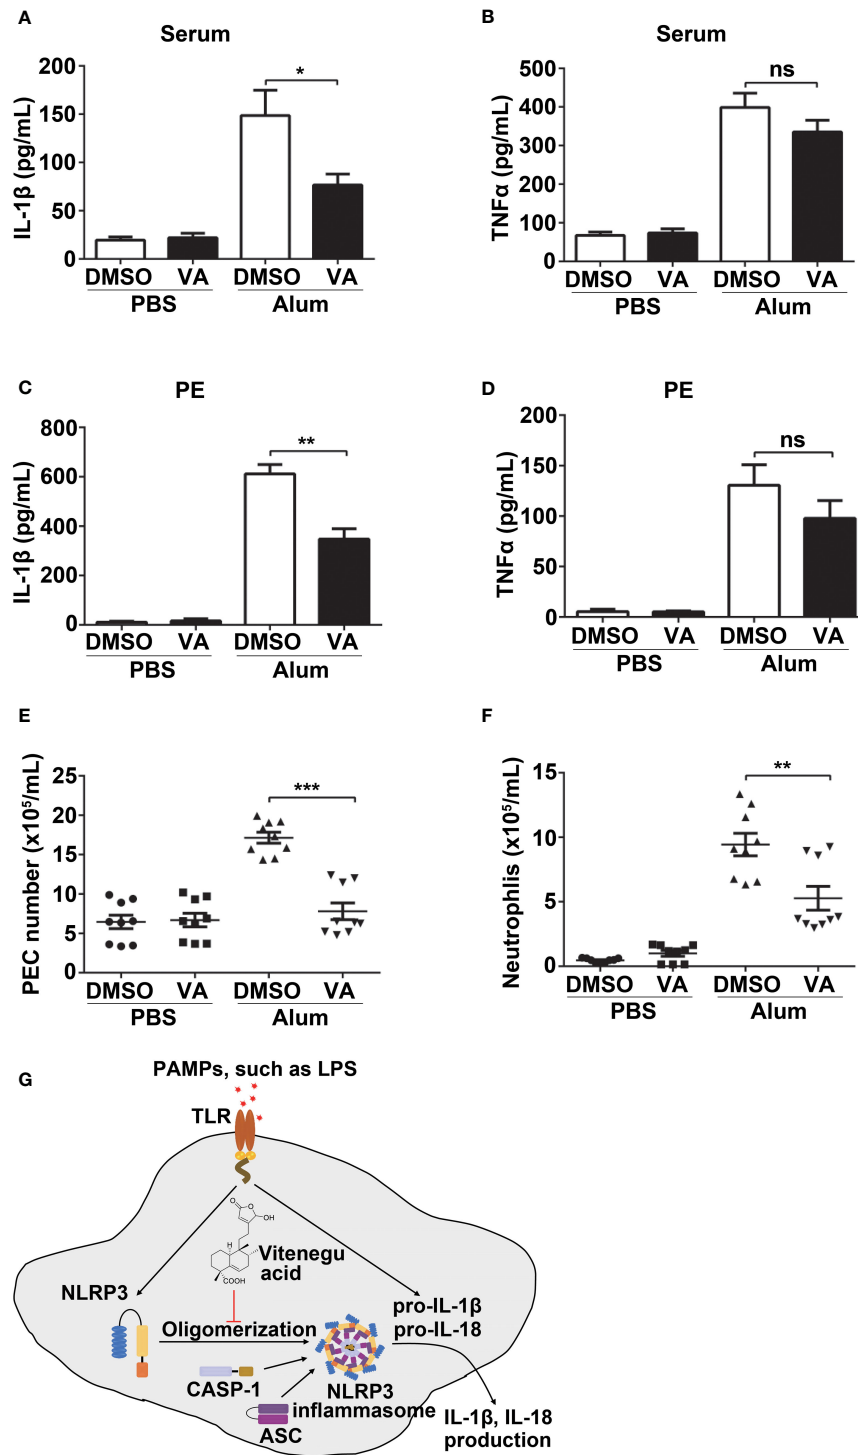 A
Serum
IL-1β (pg/mL)
200
150
100
50
0
*
DMSO VA DMSO VA
PBS Alum
B
Serum
TNFα (pg/mL)
500
400
300
200
100
0
ns
DMSO VA DMSO VA
PBS Alum
C
PE
IL-1β (pg/mL)
800
600
400
200
0
**
DMSO VA DMSO VA
PBS Alum
D
PE
TNFα (pg/mL)
200
150
100
50
0
ns
DMSO VA DMSO VA
PBS Alum
E
PEC number (x10⁵/mL)
25
20
15
10
5
0
***
DMSO VA DMSO VA
PBS Alum
F
Neutrophlis (x10⁵/mL)
15
10
5
0
**
DMSO VA DMSO VA
PBS Alum
G
PAMPs, such as LPS
TLR
O
O
OH
H
COOH
Vitenegu
acid
NLRP3
Oligomerization
pro-IL-1β
pro-IL-18
CASP-1
NLRP3
inflammasome
ASC
IL-1β, IL-18
production